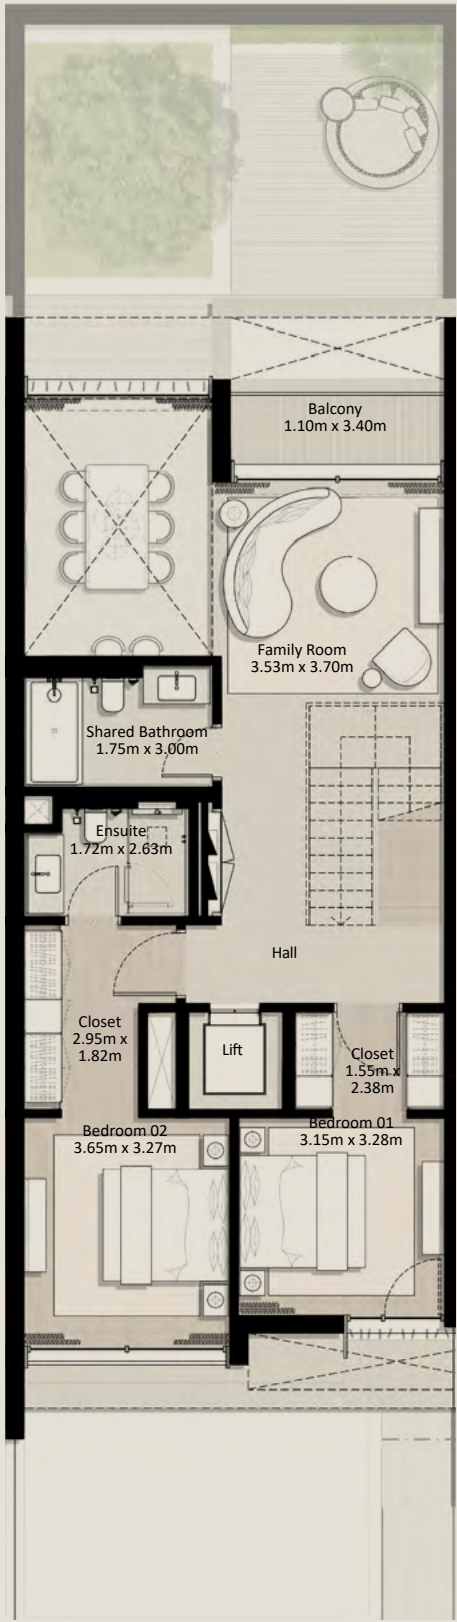 Balcony
1.10m x 3.40m
Family Room
3.53m x 3.70m
Shared Bathroom
1.75m x 3.00m
Ensuite
1.72m x 2.63m
Hall
Closet
2.95m x
1.82m
Lift
Closet
1.55m x
2.38m
Bedroom 02
3.65m x 3.27m
Bedroom 01
3.15m x 3.28m